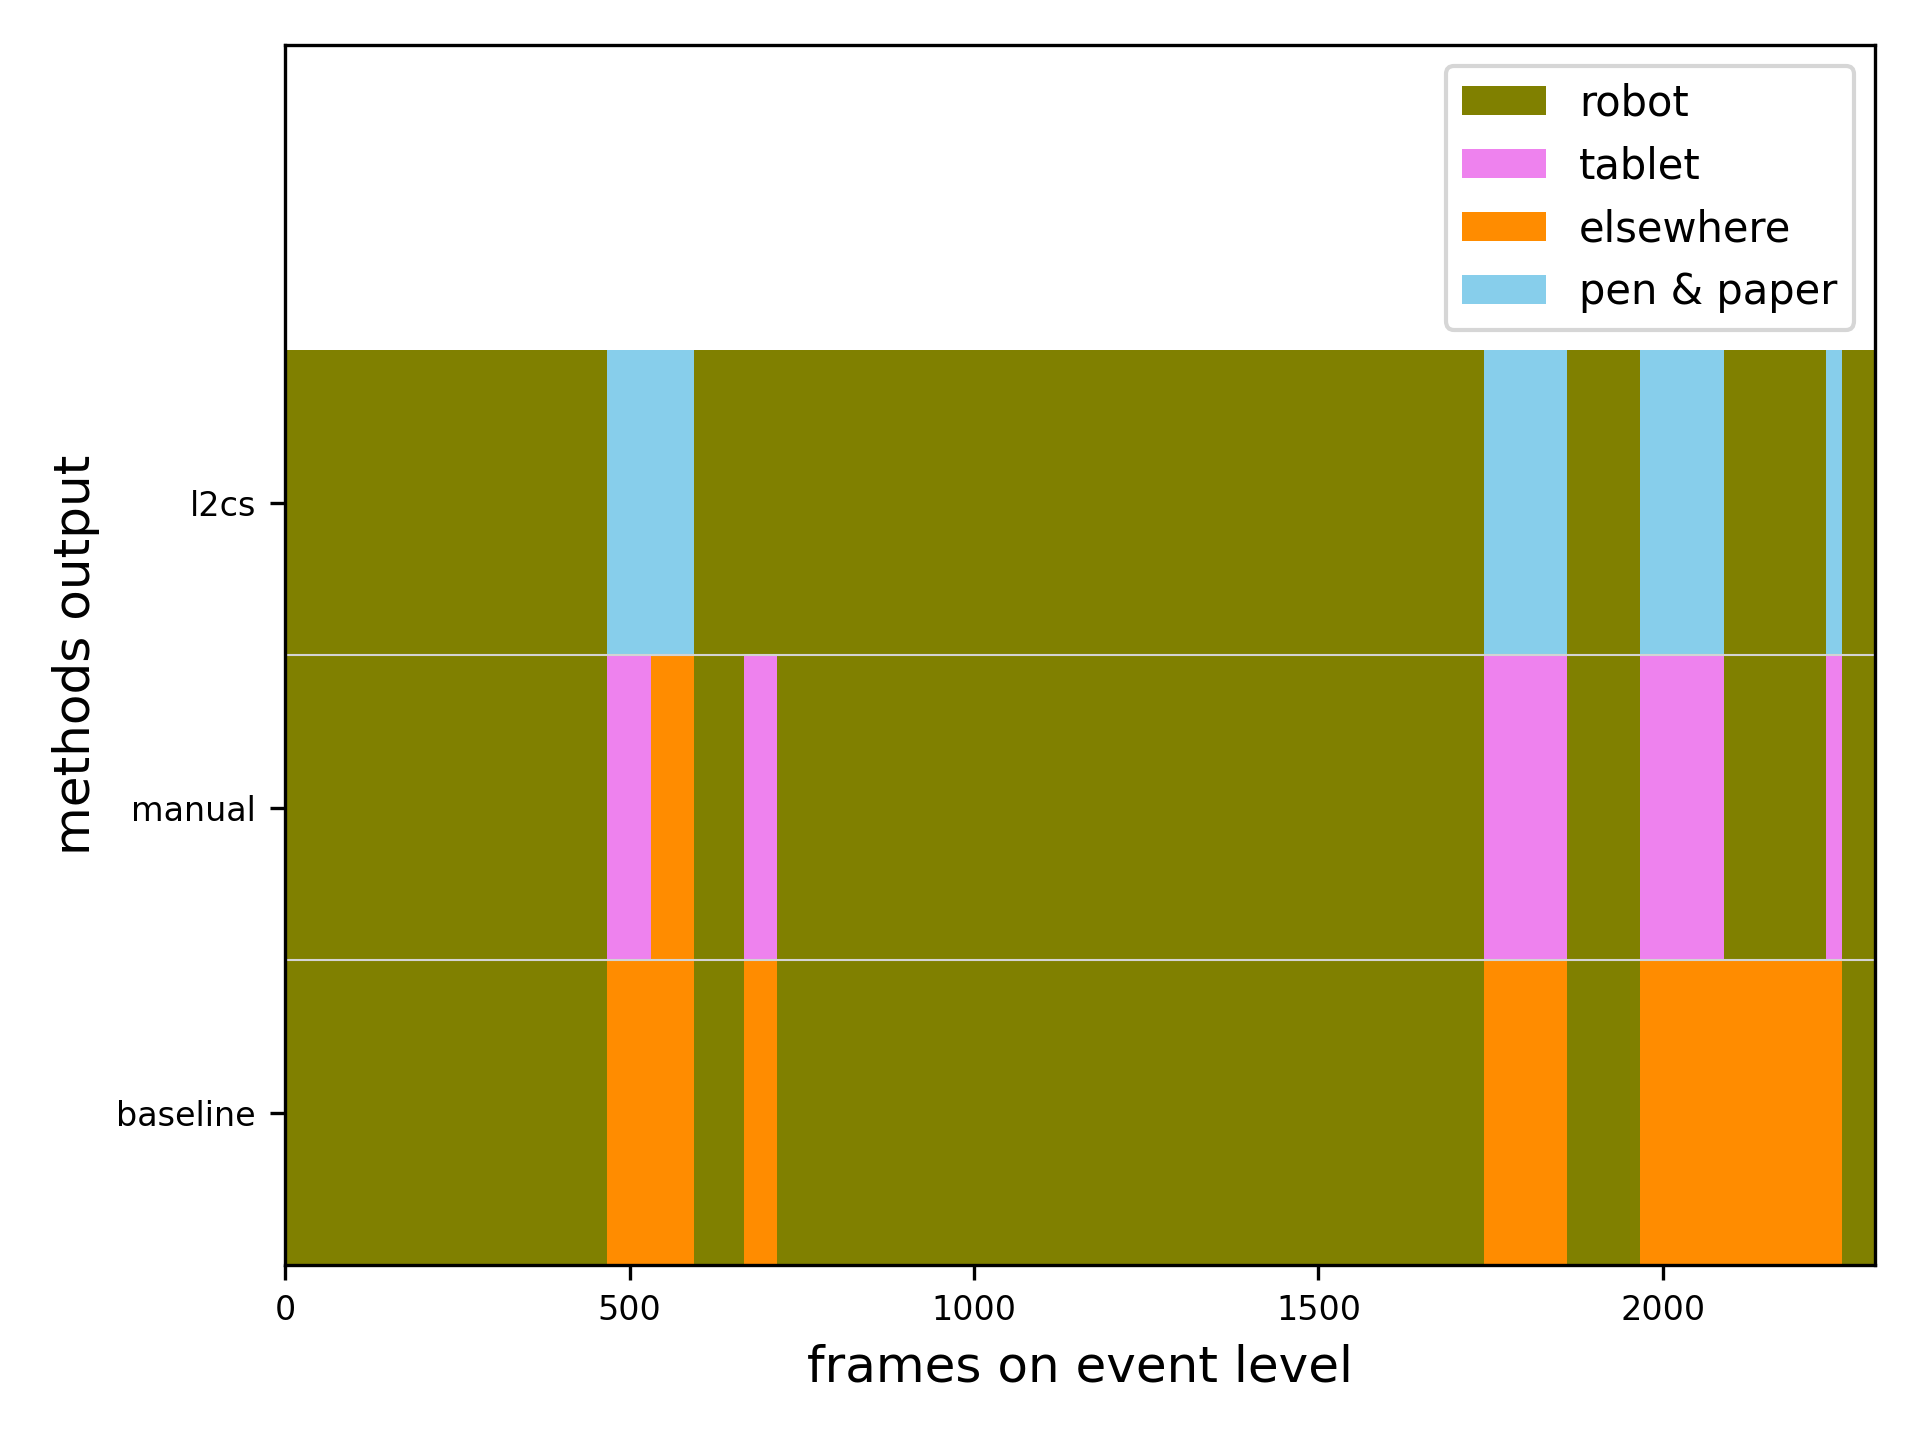 robot
tablet
elsewhere
pen & paper
methods output
l2cs
manual
baseline
0 500 1000 1500 2000
frames on event level